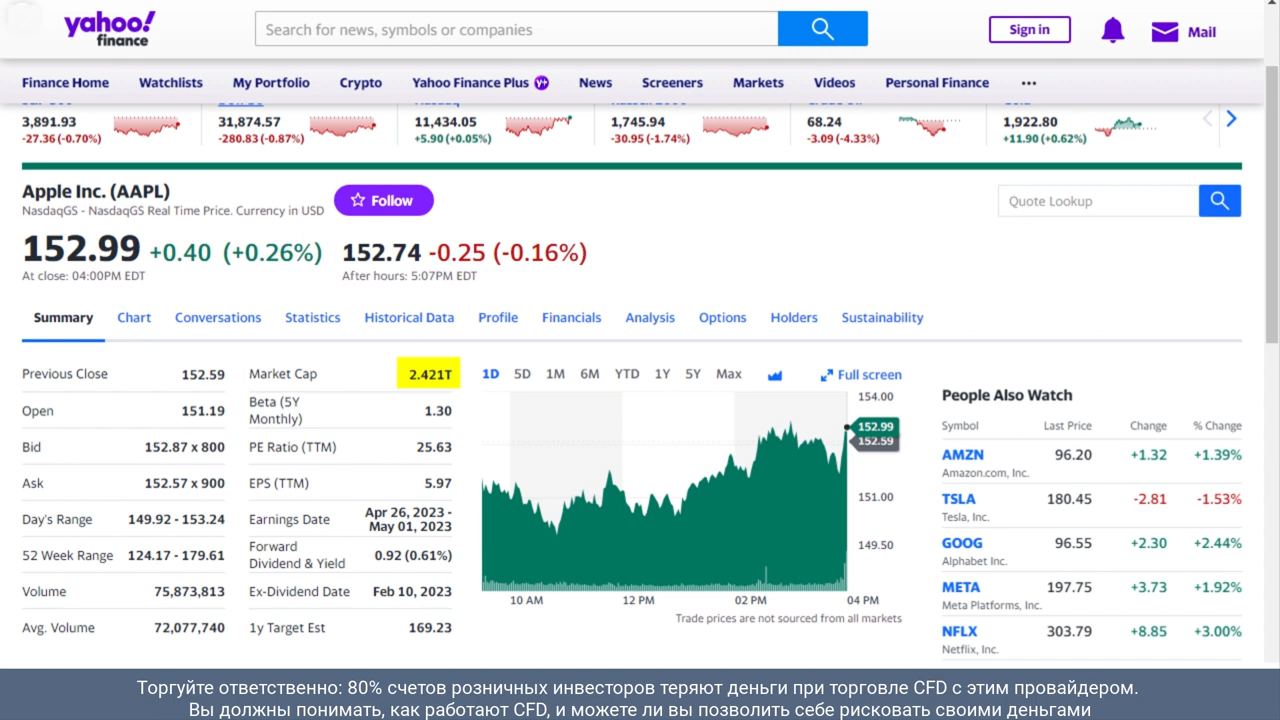 yahoo!
finance
Search for news, symbols or companies
Sign in
Mail
Finance Home Watchlists My Portfolio Crypto Yahoo Finance Plus Y+ News Screeners Markets Videos Personal Finance ...
3,891.93 31,874.57 11,434.05 1,745.94 68.24 1,922.80
-27.36 (-0.70%) -280.83 (-0.87%) +5.90 (+0.05%) -30.95 (-1.74%) -3.09 (-4.33%) +11.90 (+0.62%)
Apple Inc. (AAPL)
NasdaqGS - NasdaqGS Real Time Price. Currency in USD
Follow
Quote Lookup
152.99 +0.40 (+0.26%) 152.74 -0.25 (-0.16%)
At close: 04:00PM EDT After hours: 5:07PM EDT
Summary Chart Conversations Statistics Historical Data Profile Financials Analysis Options Holders Sustainability
Previous Close 152.59
Open 151.19
Bid 152.87 x 800
Ask 152.57 x 900
Day's Range 149.92 - 153.24
52 Week Range 124.17 - 179.61
Volume 75,873,813
Avg. Volume 72,077,740
Market Cap 2.421T
Beta (5Y
Monthly) 1.30
PE Ratio (TTM) 25.63
EPS (TTM) 5.97
Earnings Date Apr 26, 2023 -
May 01, 2023
Forward
Dividend & Yield 0.92 (0.61%)
Ex-Dividend Date Feb 10, 2023
1y Target Est 169.23
1D 5D 1M 6M YTD 1Y 5Y Max Full screen
154.00
152.99
152.59
151.00
149.50
10 AM 12 PM 02 PM 04 PM
Trade prices are not sourced from all markets
People Also Watch
Symbol Last Price Change % Change
AMZN 96.20 +1.32 +1.39%
Amazon.com, Inc.
TSLA 180.45 -2.81 -1.53%
Tesla, Inc.
GOOG 96.55 +2.30 +2.44%
Alphabet Inc.
META 197.75 +3.73 +1.92%
Meta Platforms, Inc.
NFLX 303.79 +8.85 +3.00%
Netflix, Inc.
Торгуйте ответственно: 80% счетов розничных инвесторов теряют деньги при торговле CFD с этим провайдером.
Вы должны понимать, как работают CFD, и можете ли вы позволить себе рисковать своими деньгами